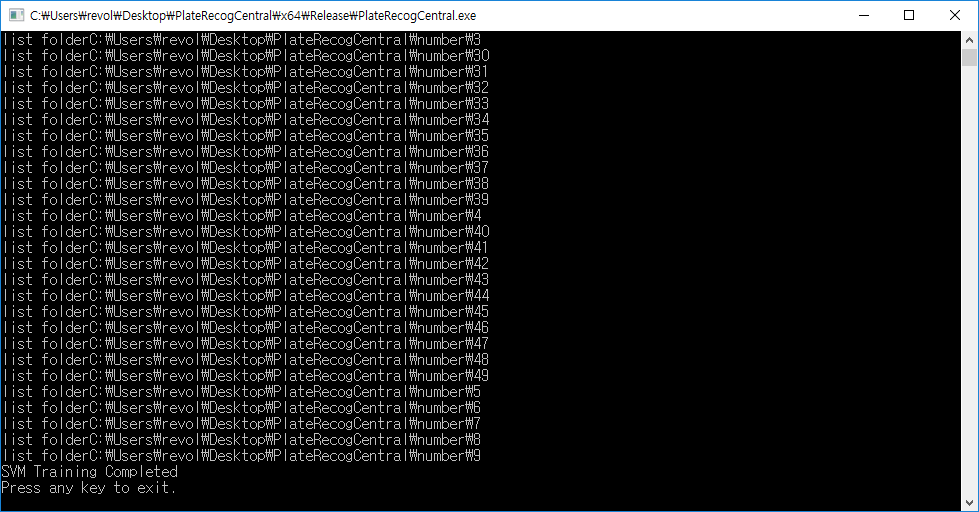 C:₩Users₩revol₩Desktop₩PlateRecogCentral₩x64₩Release₩PlateRecogCentral.exe
list folderC:₩Users₩revol₩Desktop₩PlateRecogCentral₩number₩3
list folderC:₩Users₩revol₩Desktop₩PlateRecogCentral₩number₩30
list folderC:₩Users₩revol₩Desktop₩PlateRecogCentral₩number₩31
list folderC:₩Users₩revol₩Desktop₩PlateRecogCentral₩number₩32
list folderC:₩Users₩revol₩Desktop₩PlateRecogCentral₩number₩33
list folderC:₩Users₩revol₩Desktop₩PlateRecogCentral₩number₩34
list folderC:₩Users₩revol₩Desktop₩PlateRecogCentral₩number₩35
list folderC:₩Users₩revol₩Desktop₩PlateRecogCentral₩number₩36
list folderC:₩Users₩revol₩Desktop₩PlateRecogCentral₩number₩37
list folderC:₩Users₩revol₩Desktop₩PlateRecogCentral₩number₩38
list folderC:₩Users₩revol₩Desktop₩PlateRecogCentral₩number₩39
list folderC:₩Users₩revol₩Desktop₩PlateRecogCentral₩number₩4
list folderC:₩Users₩revol₩Desktop₩PlateRecogCentral₩number₩40
list folderC:₩Users₩revol₩Desktop₩PlateRecogCentral₩number₩41
list folderC:₩Users₩revol₩Desktop₩PlateRecogCentral₩number₩42
list folderC:₩Users₩revol₩Desktop₩PlateRecogCentral₩number₩43
list folderC:₩Users₩revol₩Desktop₩PlateRecogCentral₩number₩44
list folderC:₩Users₩revol₩Desktop₩PlateRecogCentral₩number₩45
list folderC:₩Users₩revol₩Desktop₩PlateRecogCentral₩number₩46
list folderC:₩Users₩revol₩Desktop₩PlateRecogCentral₩number₩47
list folderC:₩Users₩revol₩Desktop₩PlateRecogCentral₩number₩48
list folderC:₩Users₩revol₩Desktop₩PlateRecogCentral₩number₩49
list folderC:₩Users₩revol₩Desktop₩PlateRecogCentral₩number₩5
list folderC:₩Users₩revol₩Desktop₩PlateRecogCentral₩number₩6
list folderC:₩Users₩revol₩Desktop₩PlateRecogCentral₩number₩7
list folderC:₩Users₩revol₩Desktop₩PlateRecogCentral₩number₩8
list folderC:₩Users₩revol₩Desktop₩PlateRecogCentral₩number₩9
SVM Training Completed
Press any key to exit.